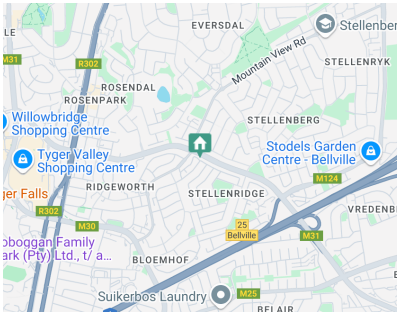 EVERSDAL
Stellenber
Mountain View Rd
M31
R302
STELLENRYK
ROSENDAL
ROSENPARK
Willowbridge
Shopping Centre
STELLENBERG
Tyger Valley
Shopping Centre
Stodels Garden
Centre - Bellville
M124
RIDGEWORTH
STELLENRIDGE
ger Falls
R302
M30
25
Bellville
M31
VREDENB
oboggan Family
ark (Pty) Ltd., t/ a...
BLOEMHOF
Suikerbos Laundry
M25
BELAIR